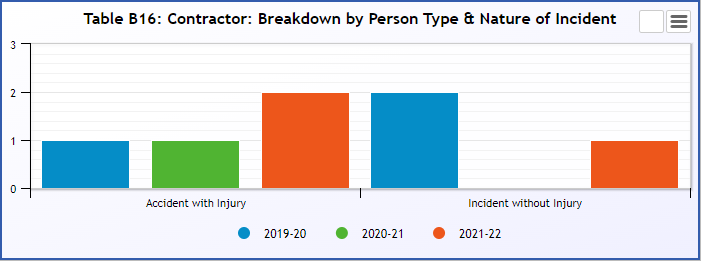 Table B16: Contractor: Breakdown by Person Type & Nature of Incident
3
2
1
0
Accident with Injury Incident without Injury
2019-20 2020-21 2021-22